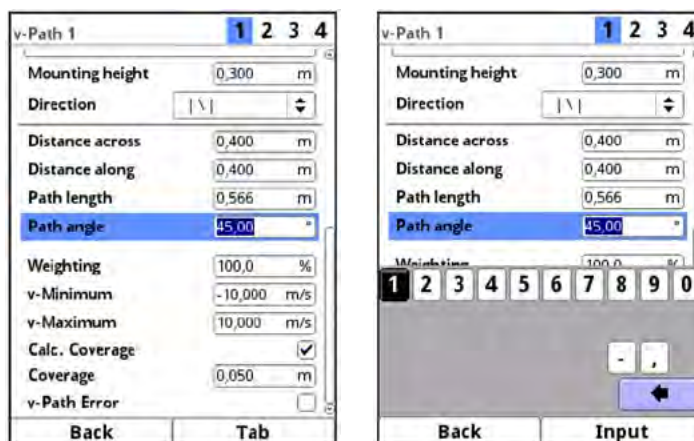 v-Path 1 1 2 3 4
Mounting height 0,300 m
Direction |\|
Distance across 0,400 m
Distance along 0,400 m
Path length 0,566 m
Path angle 45,00 °
Weighting 100,0 %
v-Minimum -10,000 m/s
v-Maximum 10,000 m/s
Calc. Coverage
Coverage 0,050 m
v-Path Error
Back Tab
v-Path 1 1 2 3 4
Mounting height 0,300 m
Direction |\|
Distance across 0,400 m
Distance along 0,400 m
Path length 0,566 m
Path angle 45,00 °
Weighting 100,0 %
1 2 3 4 5 6 7 8 9 0
- ,
Back Input